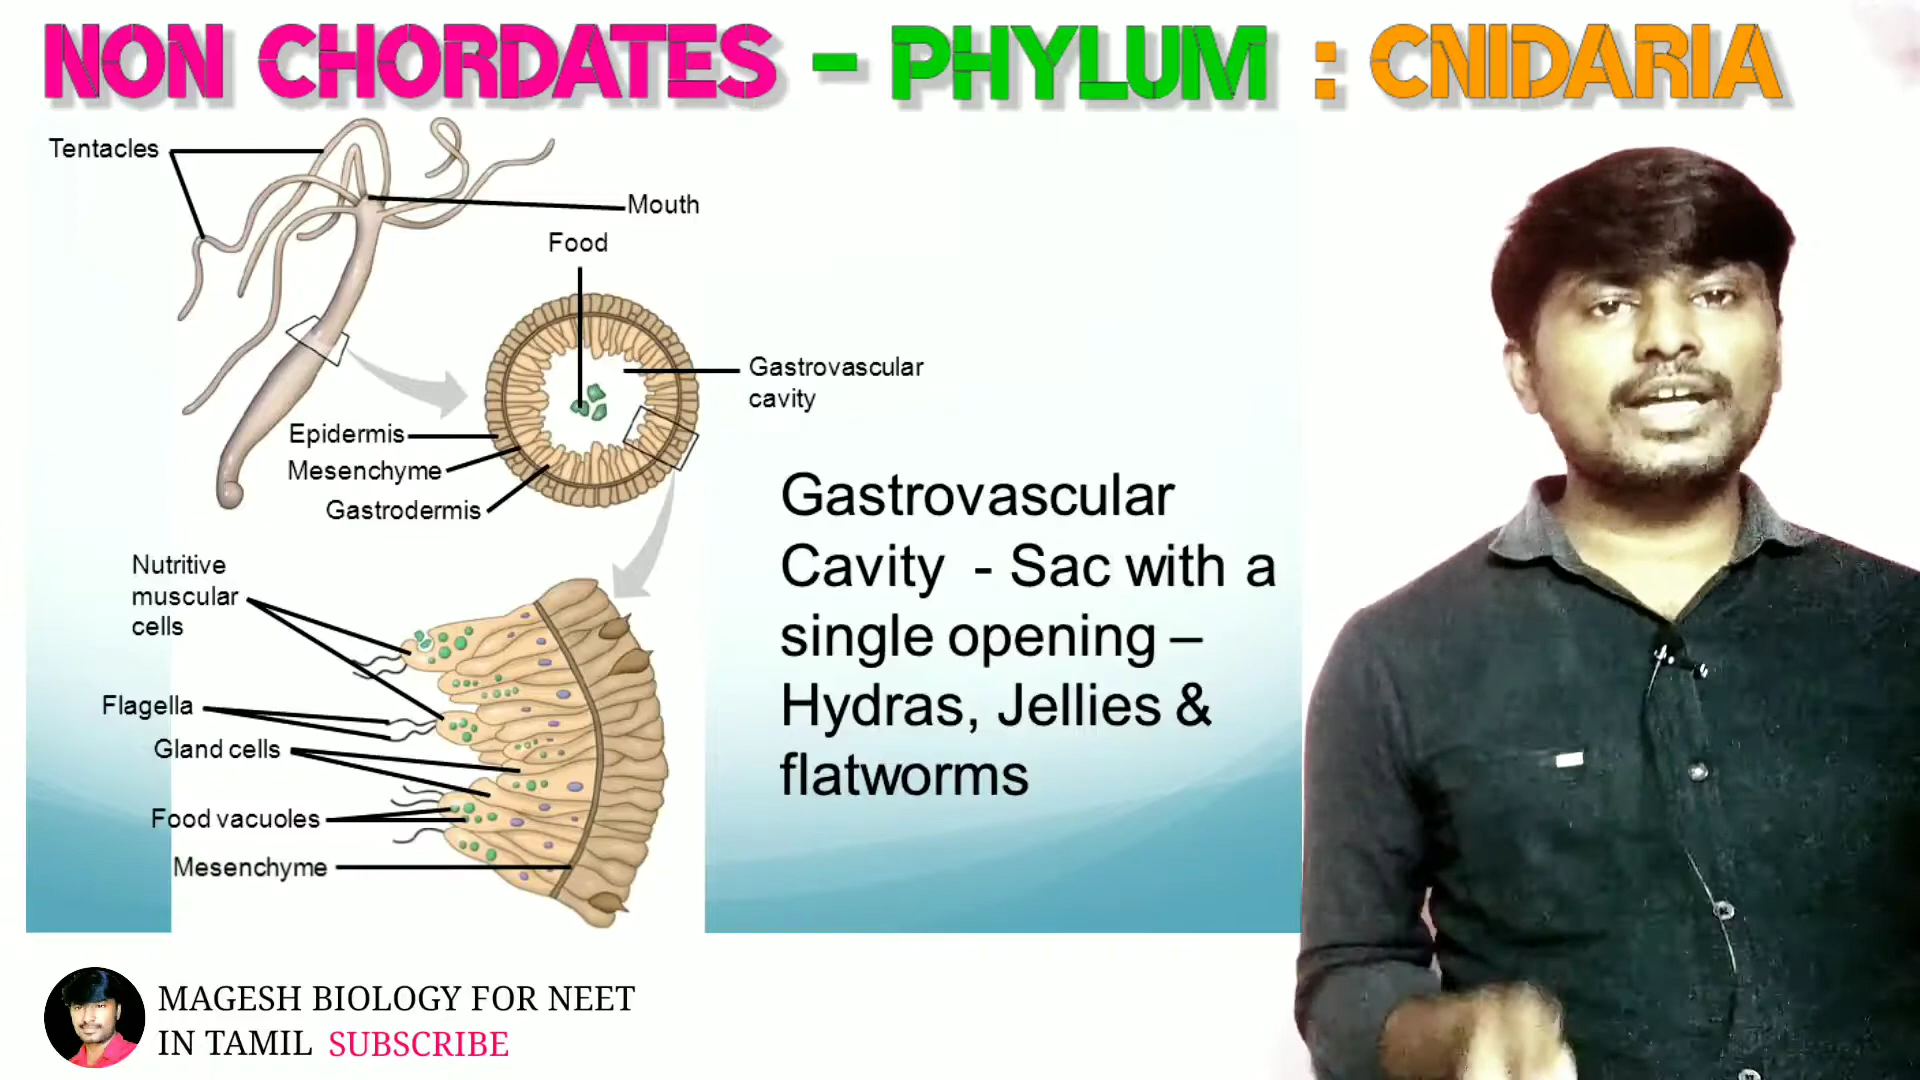 NON CHORDATES - PHYLUM : CNIDARIA
Tentacles
Mouth
Food
Gastrovascular
cavity
Epidermis
Mesenchyme
Gastrodermis
Nutritive
muscular
cells
Flagella
Gland cells
Food vacuoles
Mesenchyme
Gastrovascular
Cavity - Sac with a
single opening –
Hydras, Jellies &
flatworms
MAGESH BIOLOGY FOR NEET
IN TAMIL SUBSCRIBE